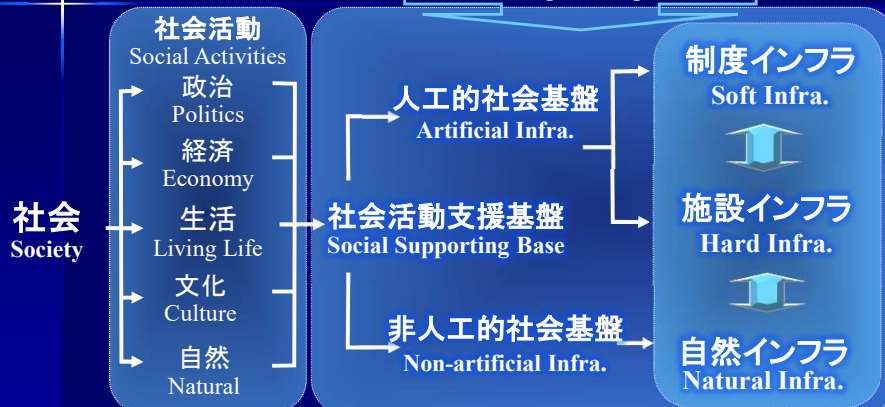 社会活動
Social Activities
政治
Politics
経済
Economy
社会
Society
生活
Living Life
文化
Culture
自然
Natural
社会活動支援基盤
Social Supporting Base
人工的社会基盤
Artificial Infra.
非人工的社会基盤
Non-artificial Infra.
制度インフラ
Soft Infra.
施設インフラ
Hard Infra.
自然インフラ
Natural Infra.